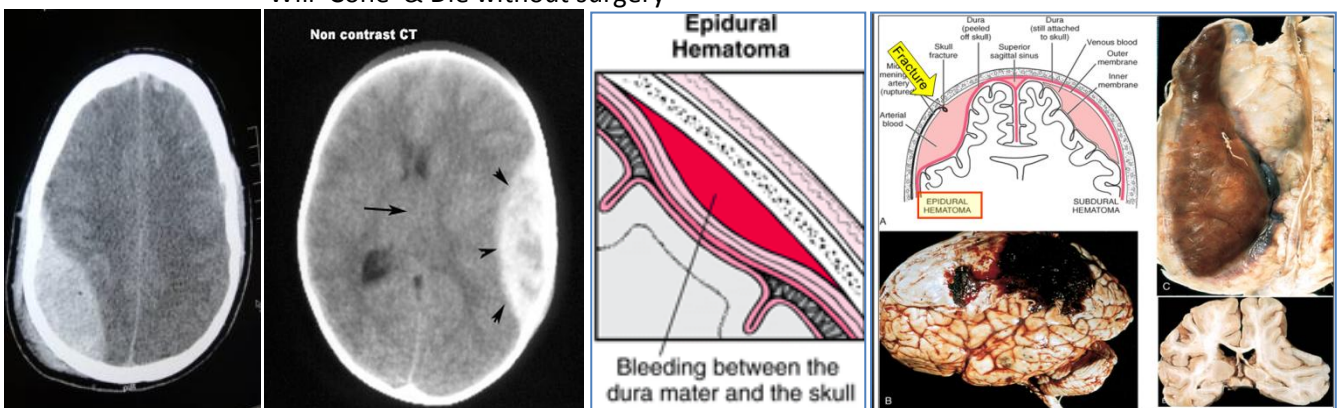 Will 'Cone' & Die without surgery
Non contrast CT
Epidural
Hematoma
Bleeding between the
dura mater and the skull
Fracture
Dura
(peeled
off skull)
Dura
(still attached
to skull)
Skull
fracture
Superior
sagittal sinus
Venous blood
Outer
membrane
Inner
membrane
artery
(rupture
Arterial
blood
EPIDURAL
HEMATOMA
SUBDURAL
HEMATOMA
A
B
C